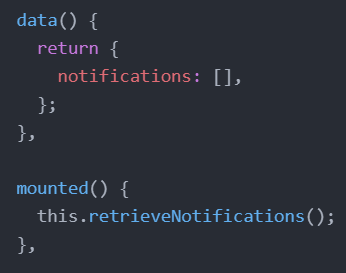 data() {
  return {
    notifications: [],
  };
},

mounted() {
  this.retrieveNotifications();
},